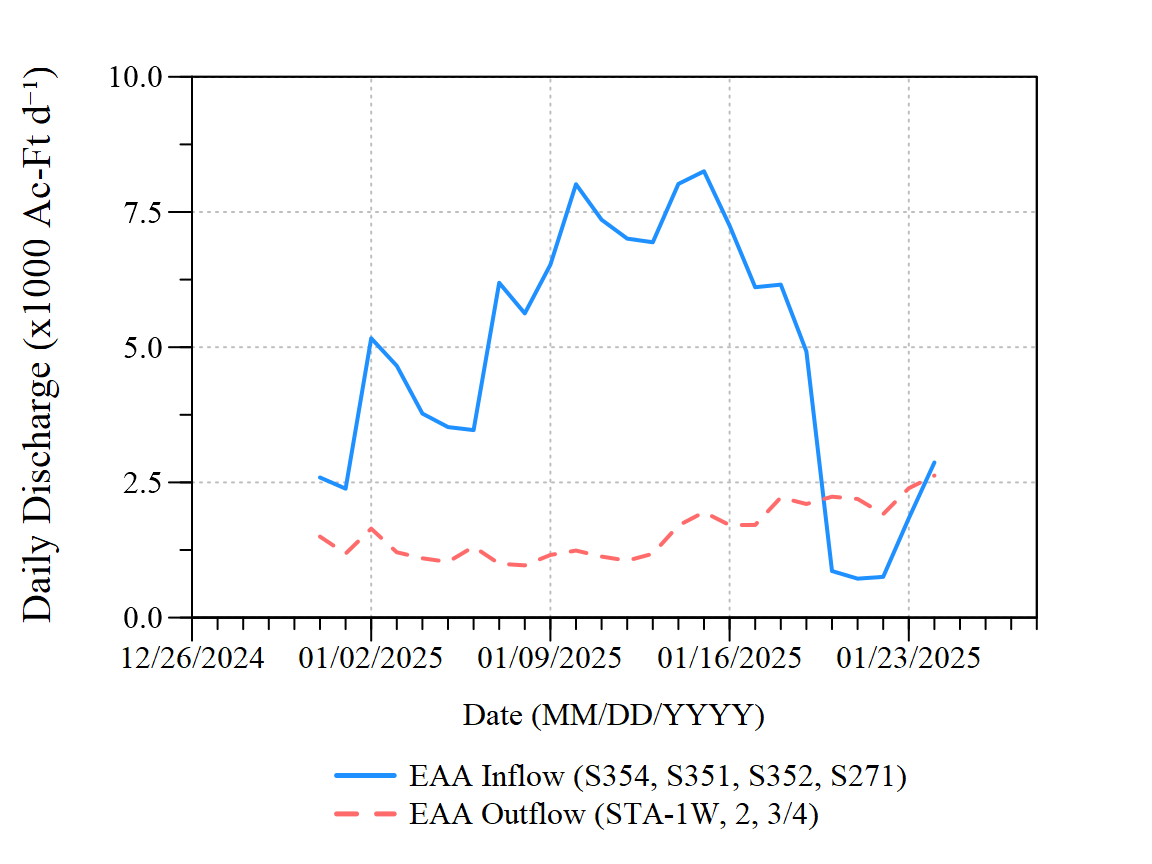 Daily Discharge (x1000 Ac-Ft d⁻¹)
10.0
7.5
5.0
2.5
0.0
12/26/2024 01/02/2025 01/09/2025 01/16/2025 01/23/2025
Date (MM/DD/YYYY)
EAA Inflow (S354, S351, S352, S271)
EAA Outflow (STA-1W, 2, 3/4)